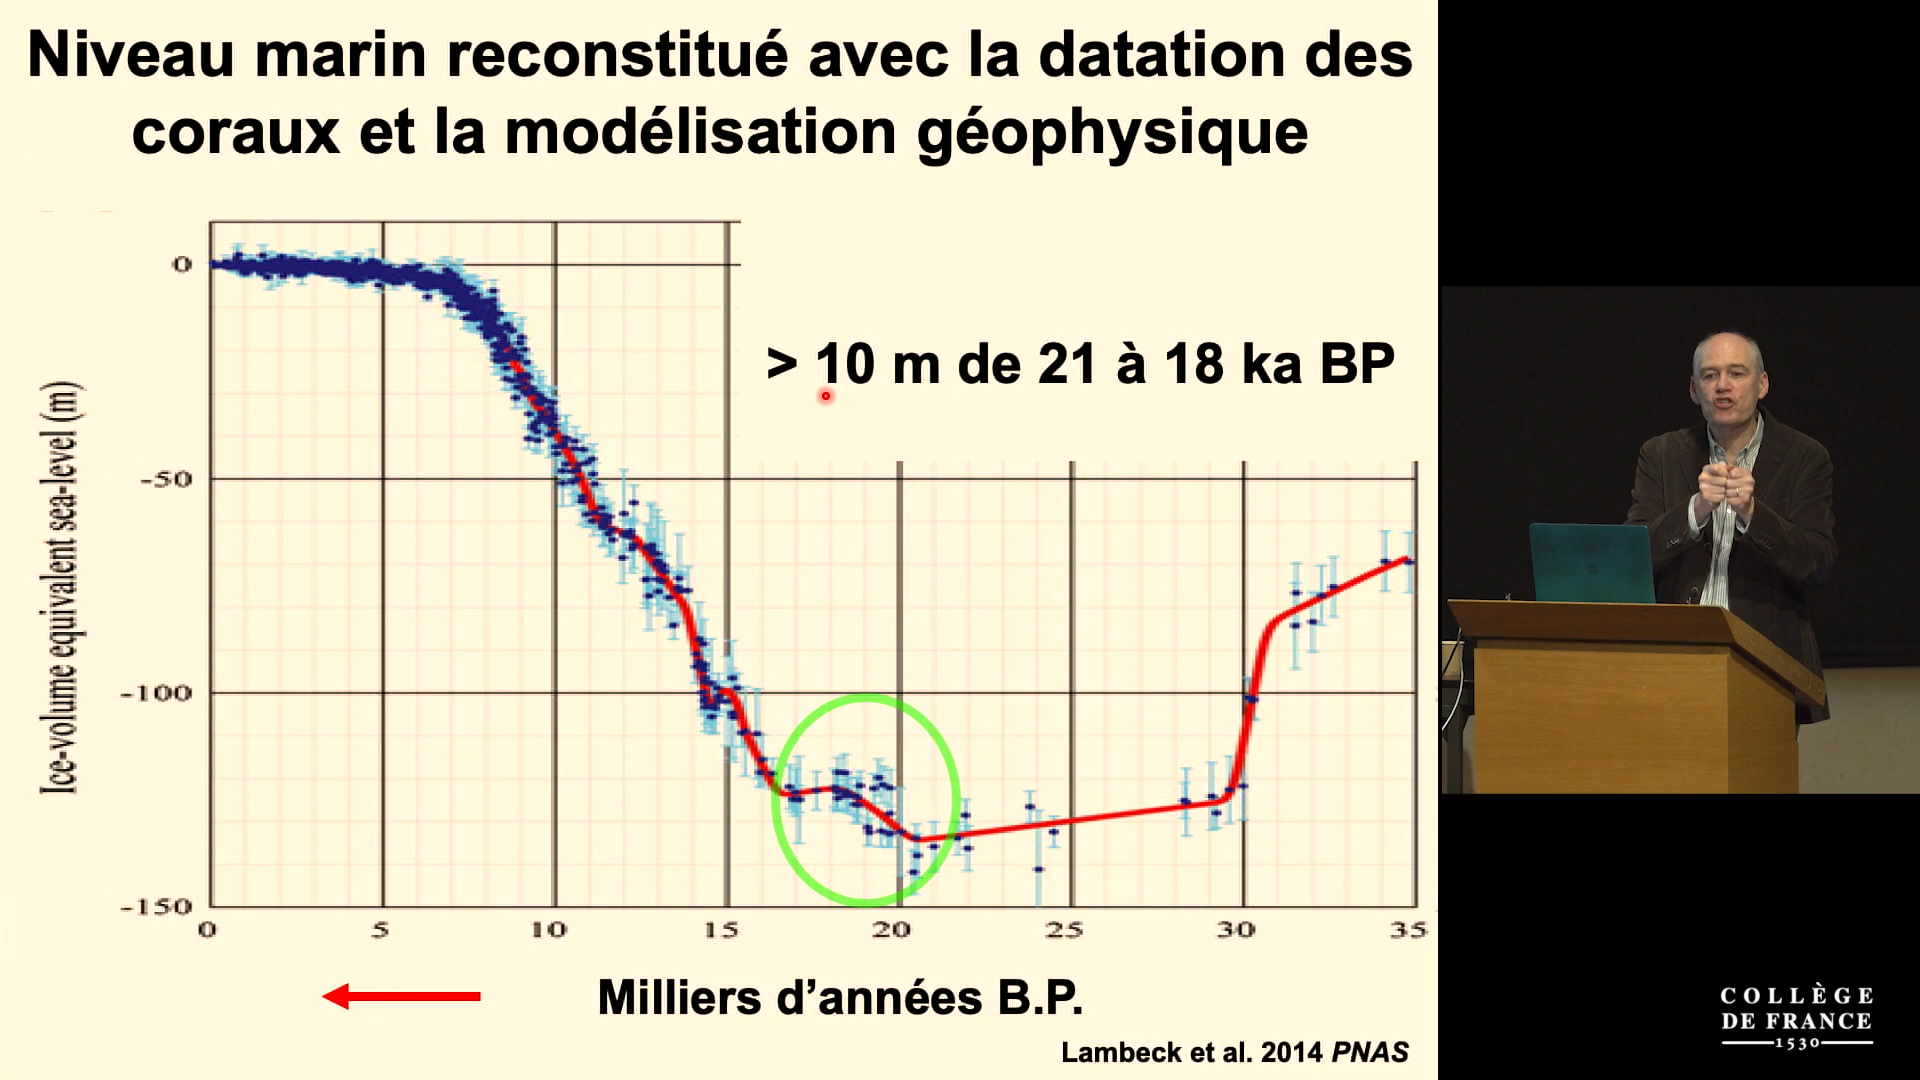 Niveau marin reconstitué avec la datation des
coraux et la modélisation géophysique
Ice-volume equivalent sea-level (m)
0
-50
-100
-150
> 10 m de 21 à 18 ka BP
0 5 10 15 20 25 30 35
Milliers d’années B.P.
Lambeck et al. 2014 PNAS
COLLÈGE
DE FRANCE
1530